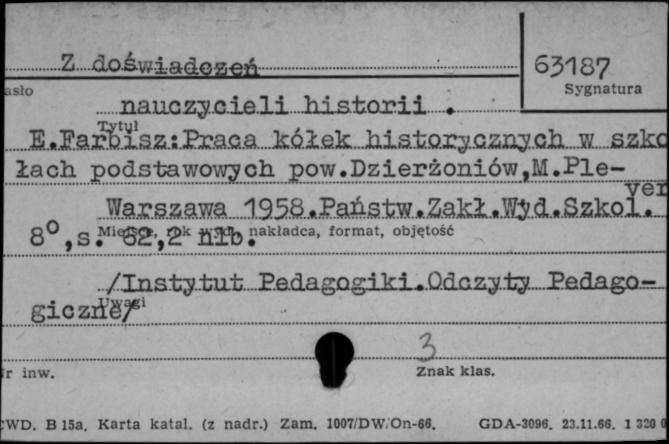 Z doświadczeń
63187
asło
Sygnatura
nauczycieli historii .
Tytuł
E.Farbisz:Praca kółek historycznych w szko
łach podstawowych pow.Dzierżoniów,M.Ple-
yer
Warszawa 1958.Państw.Zakł.Wyd.Szkol.
Miejsce, rok wyd., nakładca, format, objętość
8°,s. 62,2 nlb.
/Instytut Pedagogiki.Odczyty Pedago-
Uwagi
giczne/
3
r inw.
Znak klas.
WD. B 15a. Karta katal. (z nadr.) Zam. 1007/DW/On-66. GDA-3096. 23.11.66. 1 320 0